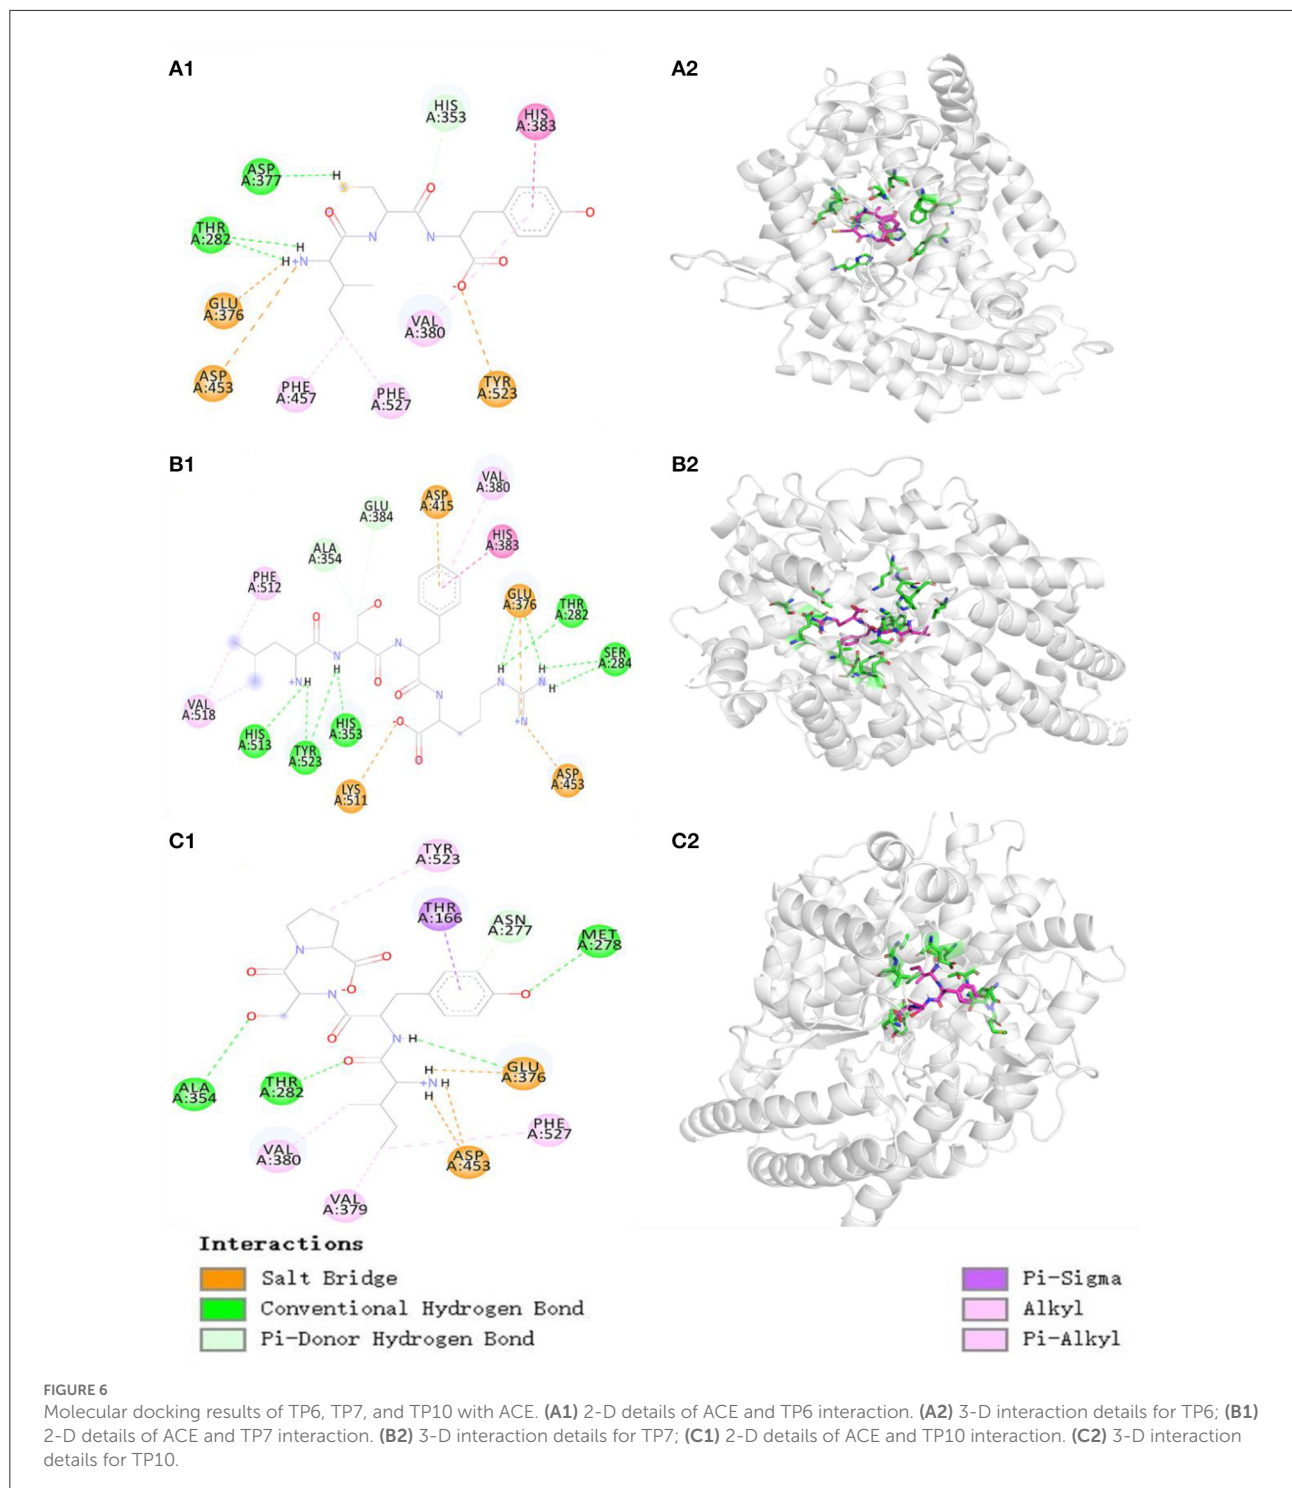 A1
HIS
A:353
HIS
A:383
ASP
A:377
H
S
O
O
O
THR
A:282
H
H
+N
N
N
O
O
-O
GLU
A:376
VAL
A:380
ASP
A:453
PHE
A:457
PHE
A:527
TYR
A:523
A2
B1
VAL
A:380
ASP
A:415
GLU
A:384
HIS
A:383
ALA
A:354
PHE
A:512
GLU
A:376
THR
A:282
SER
A:284
O
O
N
N
H
O
O
N
+N
H
H
N
N
H
H
+N
VAL
A:518
HIS
A:513
TYR
A:523
HIS
A:353
-O
O
LYS
A:511
ASP
A:453
B2
C1
TYR
A:523
THR
A:166
ASN
A:277
MET
A:278
N
O
O
-O
N
O
O
O
N
H
O
H
+N
H
H
GLU
A:376
ALA
A:354
THR
A:282
VAL
A:380
PHE
A:527
ASP
A:453
VAL
A:379
C2
Interactions
Salt Bridge
Conventional Hydrogen Bond
Pi-Donor Hydrogen Bond
Pi-Sigma
Alkyl
Pi-Alkyl
FIGURE 6
Molecular docking results of TP6, TP7, and TP10 with ACE. (A1) 2-D details of ACE and TP6 interaction. (A2) 3-D interaction details for TP6; (B1)
2-D details of ACE and TP7 interaction. (B2) 3-D interaction details for TP7; (C1) 2-D details of ACE and TP10 interaction. (C2) 3-D interaction
details for TP10.